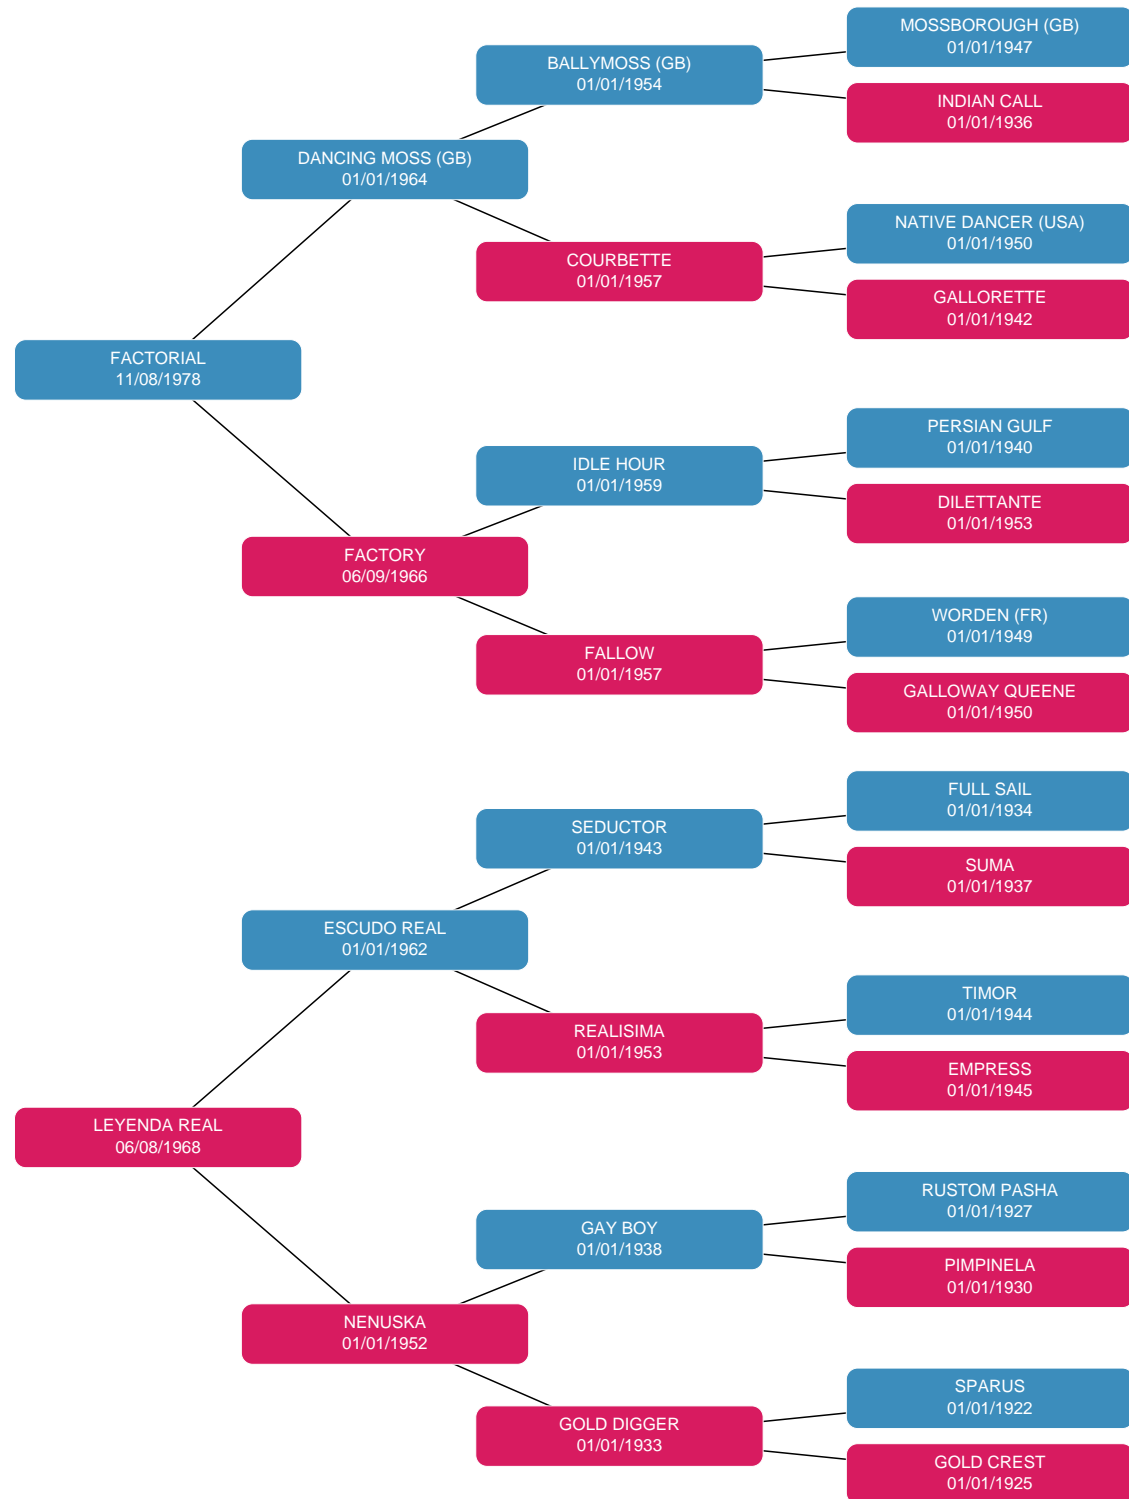 MOSSBOROUGH (GB)
01/01/1947
BALLYMOSS (GB)
01/01/1954
INDIAN CALL
01/01/1936
DANCING MOSS (GB)
01/01/1964
NATIVE DANCER (USA)
01/01/1950
COURBETTE
01/01/1957
GALLORETTE
01/01/1942
FACTORIAL
11/08/1978
PERSIAN GULF
01/01/1940
IDLE HOUR
01/01/1959
DILETTANTE
01/01/1953
FACTORY
06/09/1966
WORDEN (FR)
01/01/1949
FALLOW
01/01/1957
GALLOWAY QUEENE
01/01/1950
FULL SAIL
01/01/1934
SEDUCTOR
01/01/1943
SUMA
01/01/1937
ESCUDO REAL
01/01/1962
TIMOR
01/01/1944
REALISIMA
01/01/1953
EMPRESS
01/01/1945
LEYENDA REAL
06/08/1968
RUSTOM PASHA
01/01/1927
GAY BOY
01/01/1938
PIMPINELA
01/01/1930
NENUSKA
01/01/1952
SPARUS
01/01/1922
GOLD DIGGER
01/01/1933
GOLD CREST
01/01/1925